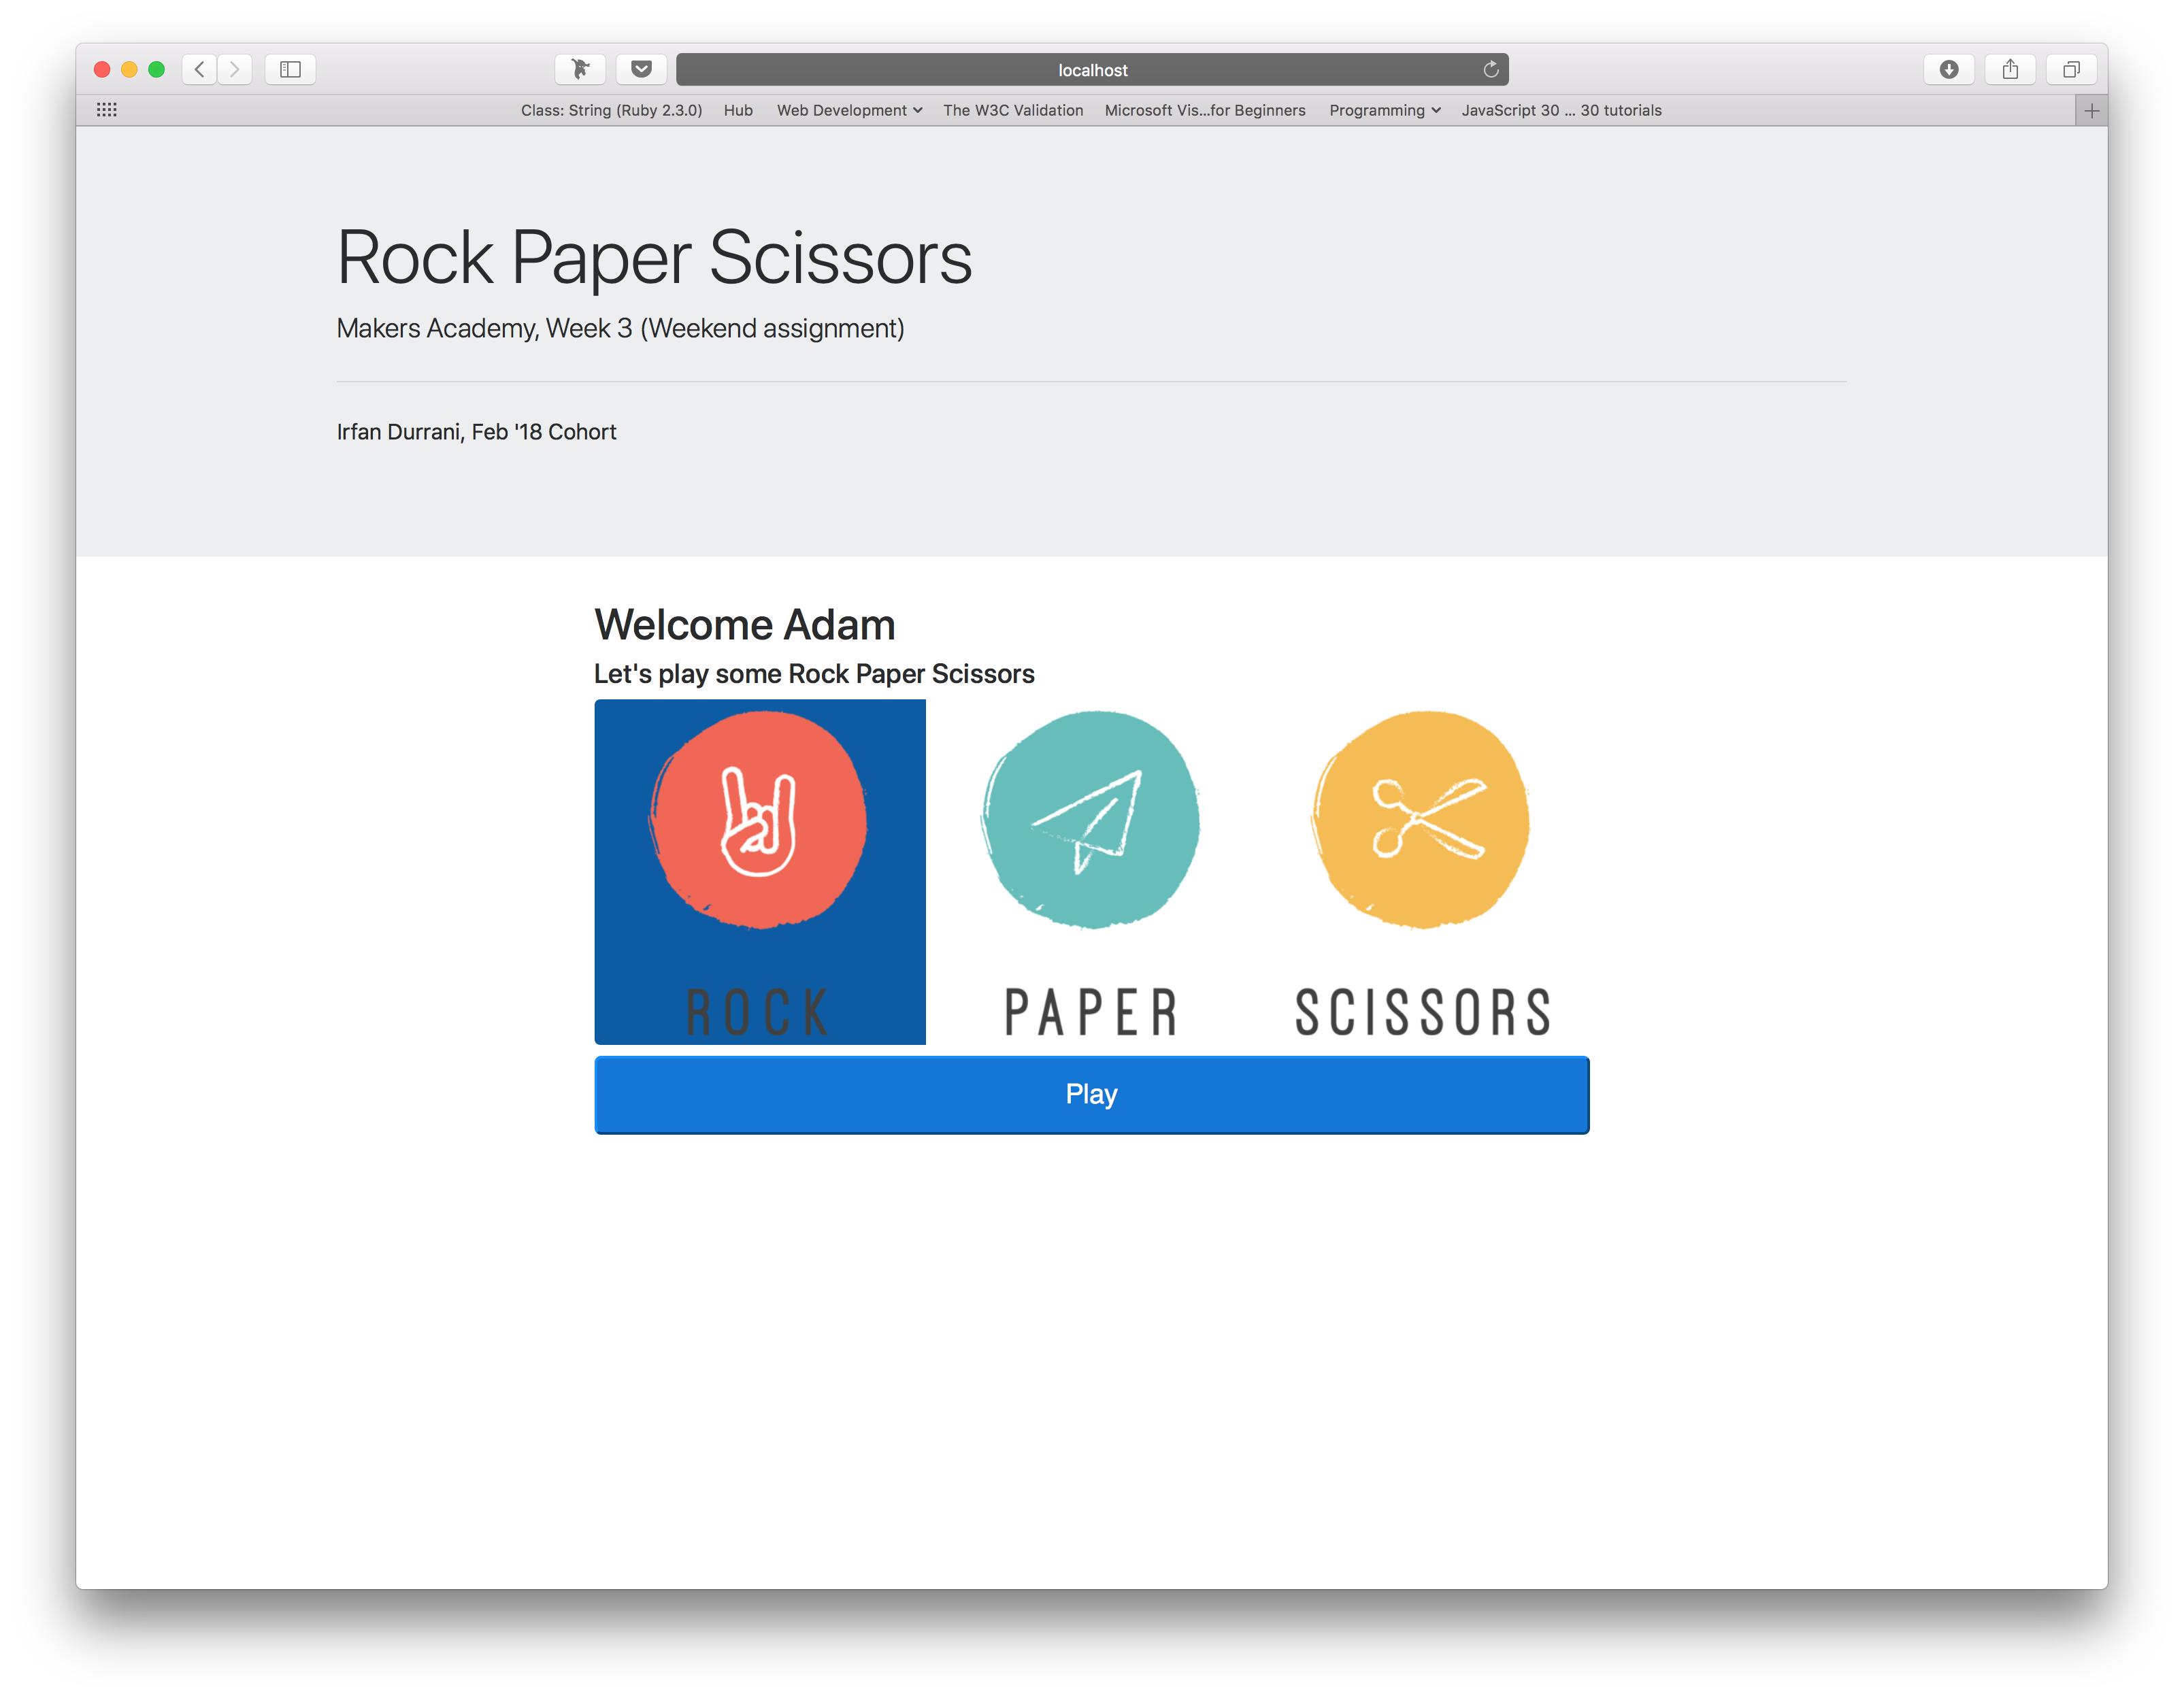 localhost
Class: String (Ruby 2.3.0) Hub Web Development The W3C Validation Microsoft Vis...for Beginners Programming JavaScript 30 ... 30 tutorials
Rock Paper Scissors
Makers Academy, Week 3 (Weekend assignment)
Irfan Durrani, Feb '18 Cohort
Welcome Adam
Let's play some Rock Paper Scissors
ROCK PAPER SCISSORS
Play